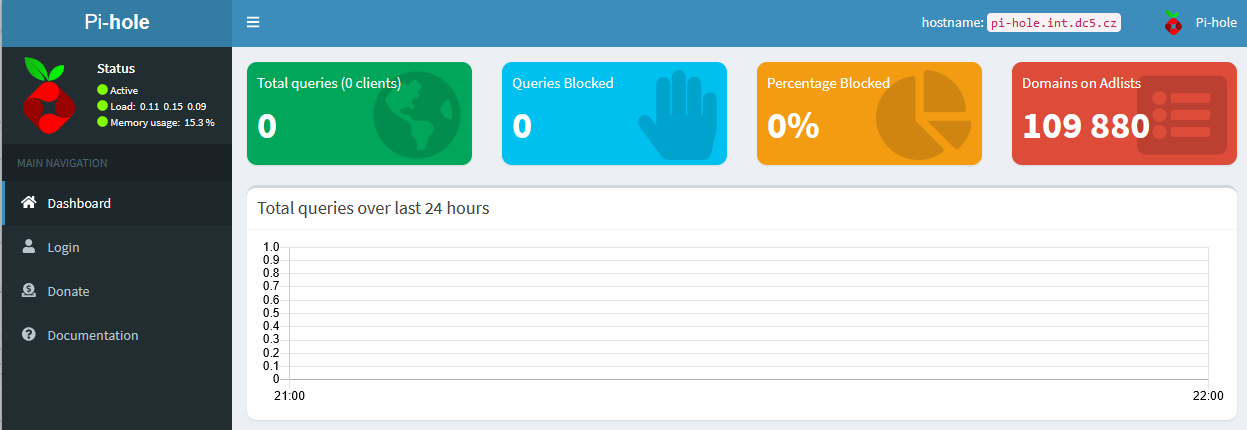 Pi-hole
hostname: pi-hole.int.dc5.cz
Pi-hole
Status
Active
Load: 0.11 0.15 0.09
Memory usage: 15.3 %
MAIN NAVIGATION
Dashboard
Login
Donate
Documentation
Total queries (0 clients)
0
Queries Blocked
0
Percentage Blocked
0%
Domains on Adlists
109 880
Total queries over last 24 hours
1.0
0.9
0.8
0.7
0.6
0.5
0.4
0.3
0.2
0.1
0
21:00
22:00